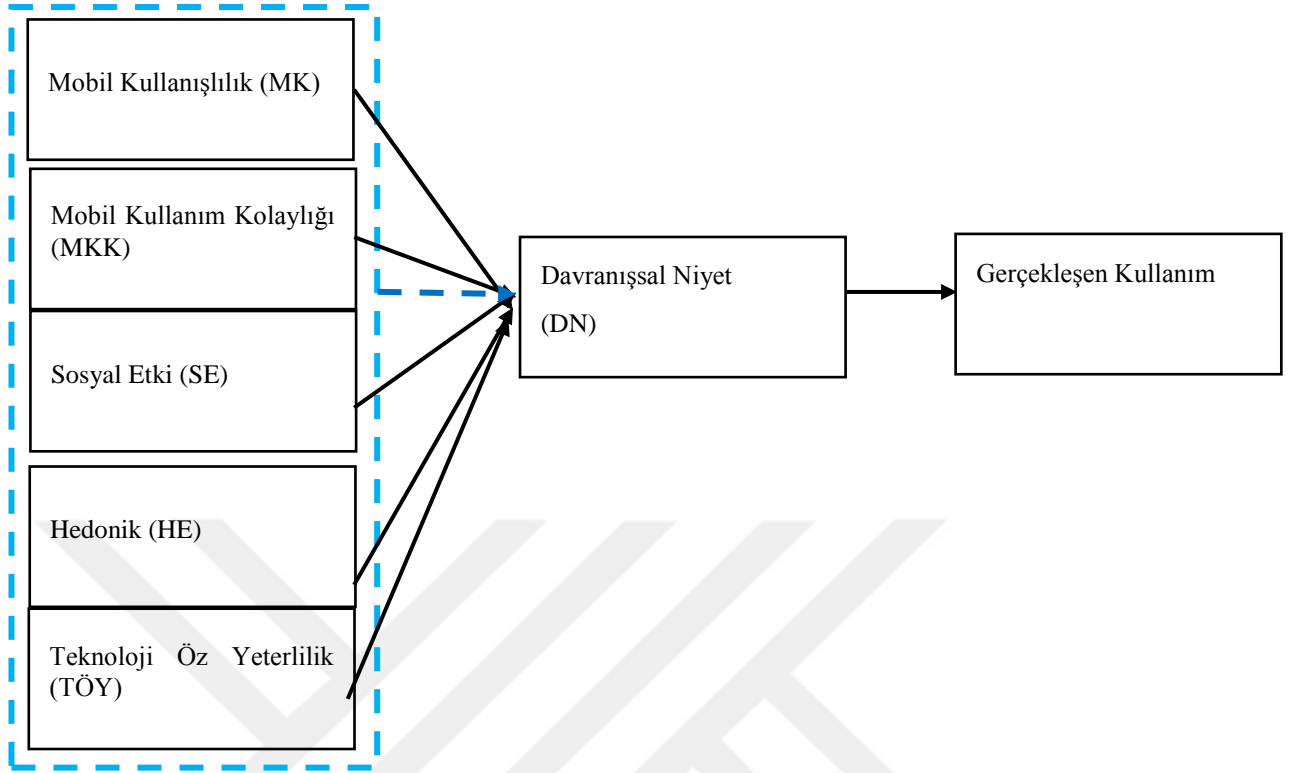 Mobil Kullanışlılık (MK)
Mobil Kullanım Kolaylığı
(MKK)
Sosyal Etki (SE)
Hedonik (HE)
Teknoloji Öz Yeterlilik
(TÖY)
Davranışsal Niyet
(DN)
Gerçekleşen Kullanım